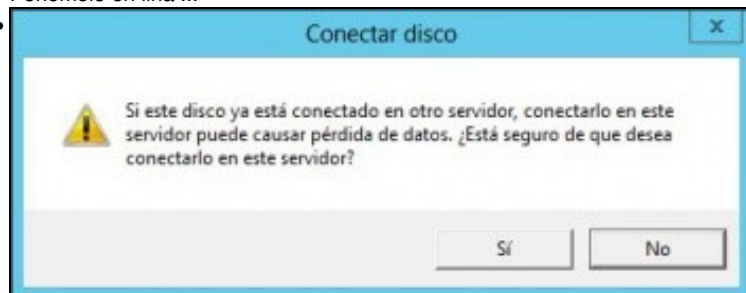 Conectar disco
x
Si este disco ya está conectado en otro servidor, conectarlo en este
servidor puede causar pérdida de datos. ¿Está seguro de que desea
conectarlo en este servidor?
Sí
No